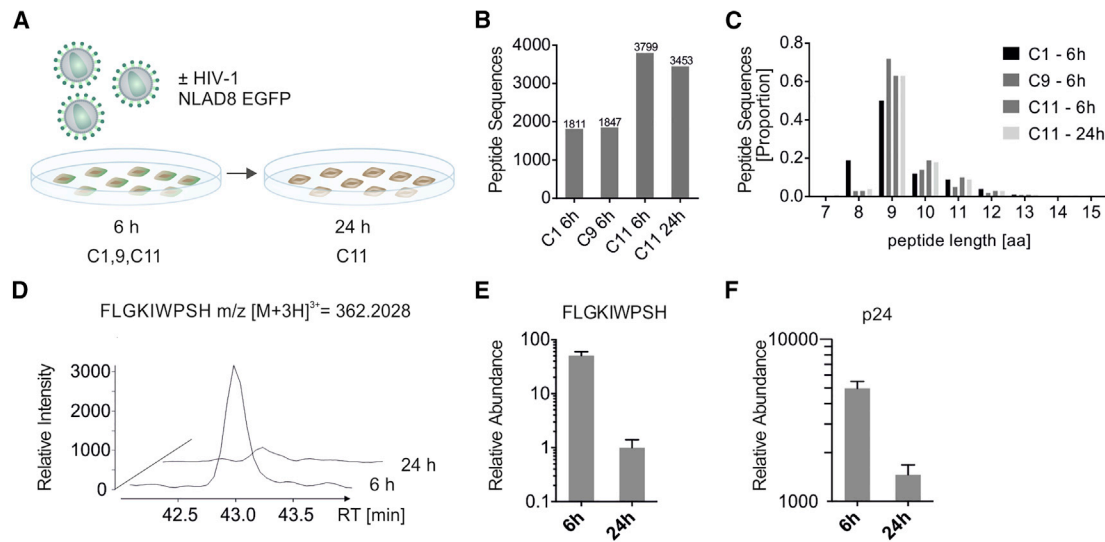 A
± HIV-1
NLAD8 EGFP
6 h
24 h
C1,9,C11
C11
B
Peptide Sequences
4000
3000
2000
1000
0
1811
1847
3799
3453
C1 6h
C9 6h
C11 6h
C11 24h
C
Peptide Sequences
[Proportion]
0.8
0.6
0.4
0.2
0.0
7 8 9 10 11 12 13 14 15
peptide length [aa]
C1 - 6h
C9 - 6h
C11 - 6h
C11 - 24h
D
FLGKIWPSH m/z [M+3H]³⁺= 362.2028
Relative Intensity
3000
2000
1000
0
24 h
6 h
42.5 43.0 43.5 RT [min]
E
FLGKIWPSH
Relative Abundance
100
10
1
0.1
6h
24h
F
p24
Relative Abundance
10000
1000
6h
24h